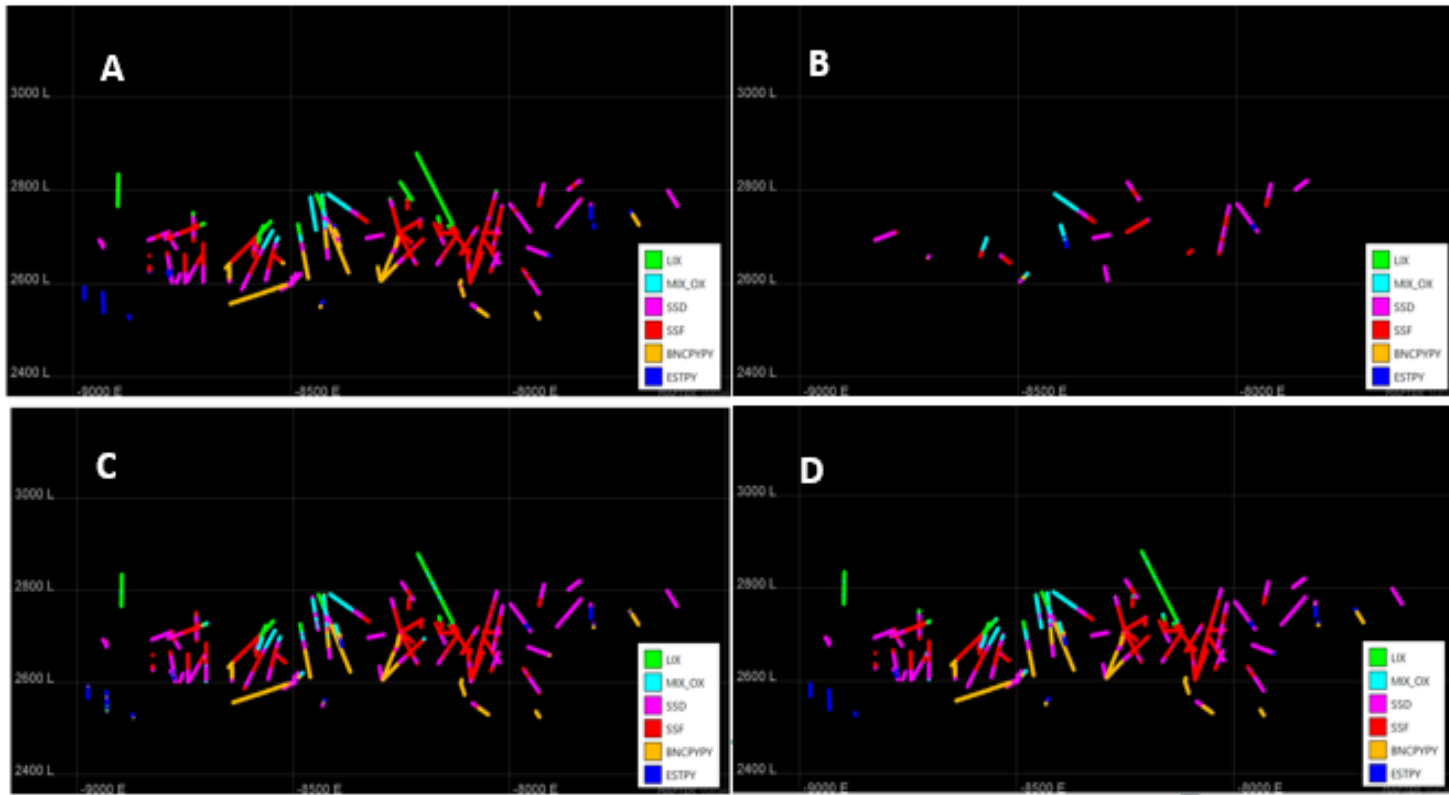 A
3000 L
2800 L
2600 L
2400 L
-9000 E
-8500 E
-8000 E
LIX
MIX_OX
SSD
SSF
BNCPYPY
ESTPY
B
3000 L
2800 L
2600 L
2400 L
-9000 E
-8500 E
-8000 E
LIX
MIX_OX
SSD
SSF
BNCPYPY
ESTPY
C
3000 L
2800 L
2600 L
2400 L
-9000 E
-8500 E
-8000 E
LIX
MIX_OX
SSD
SSF
BNCPYPY
ESTPY
D
3000 L
2800 L
2600 L
2400 L
-9000 E
-8500 E
-8000 E
LIX
MIX_OX
SSD
SSF
BNCPYPY
ESTPY